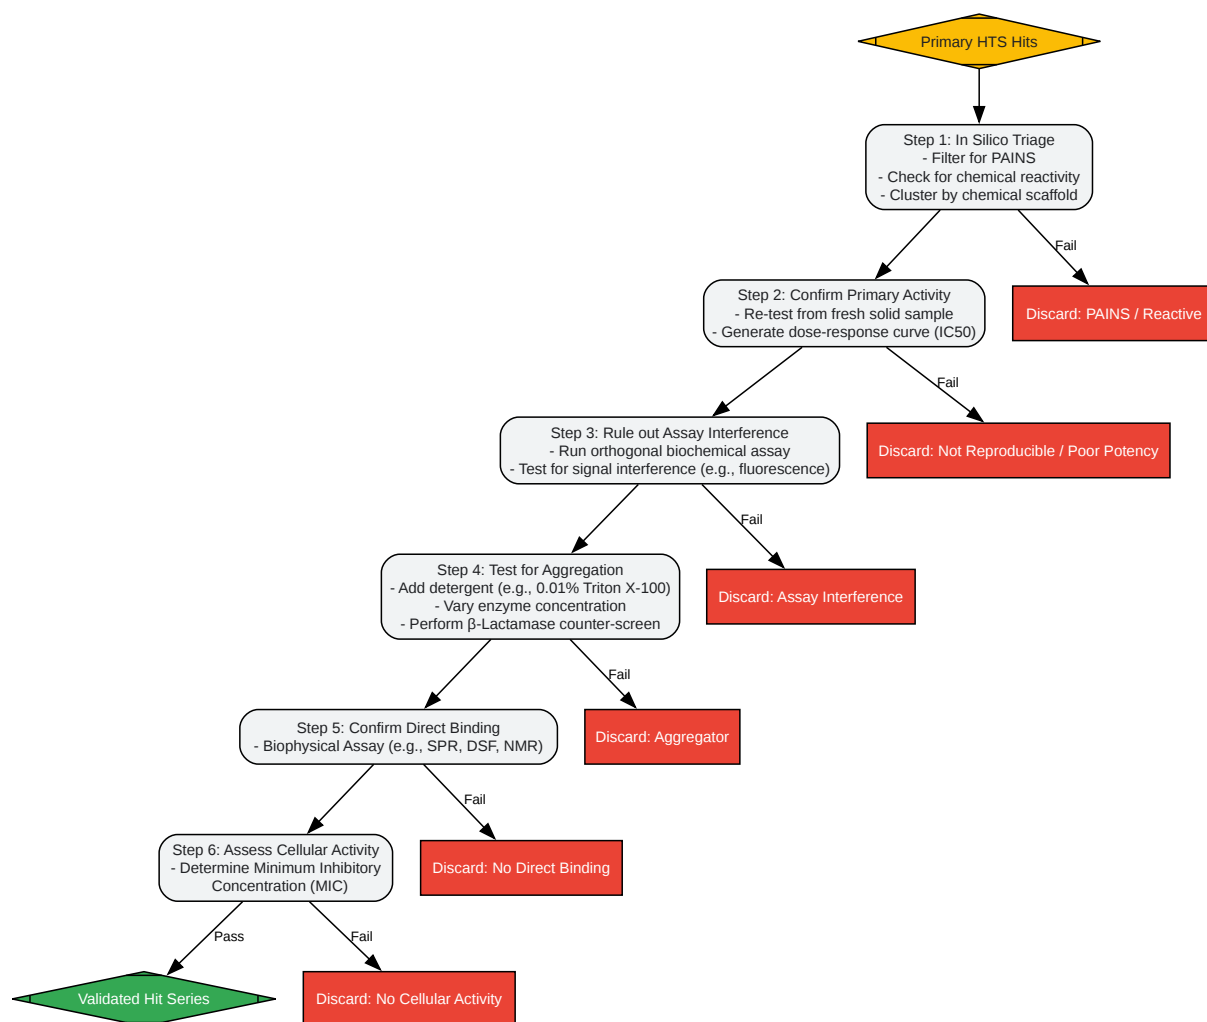 Primary HTS Hits
Step 1: In Silico Triage
- Filter for PAINS
- Check for chemical reactivity
- Cluster by chemical scaffold
Fail
Step 2: Confirm Primary Activity
- Re-test from fresh solid sample
- Generate dose-response curve (IC50)
Discard: PAINS / Reactive
Fail
Step 3: Rule out Assay Interference
- Run orthogonal biochemical assay
- Test for signal interference (e.g., fluorescence)
Discard: Not Reproducible / Poor Potency
Fail
Step 4: Test for Aggregation
- Add detergent (e.g., 0.01% Triton X-100)
- Vary enzyme concentration
- Perform β-Lactamase counter-screen
Discard: Assay Interference
Fail
Step 5: Confirm Direct Binding
- Biophysical Assay (e.g., SPR, DSF, NMR)
Discard: Aggregator
Fail
Step 6: Assess Cellular Activity
- Determine Minimum Inhibitory
Concentration (MIC)
Discard: No Direct Binding
Pass
Fail
Validated Hit Series
Discard: No Cellular Activity